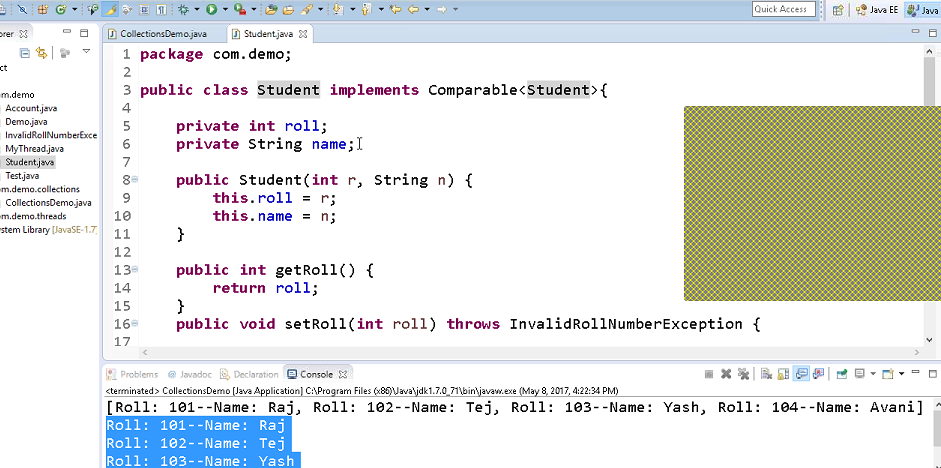 Quick Access
Java EE
Java
orer
CollectionsDemo.java
Student.java
ct
m.demo
Account.java
Demo.java
InvalidRollNumberExce
MyThread.java
Student.java
Test.java
om.demo.collections
CollectionsDemo.java
om.demo.threads
ystem Library [JavaSE-1.7]
1 package com.demo;
2
3 public class Student implements Comparable<Student>{
4
5 private int roll;
6 private String name;
7
8 public Student(int r, String n) {
9 this.roll = r;
10 this.name = n;
11 }
12
13 public int getRoll() {
14 return roll;
15 }
16 public void setRoll(int roll) throws InvalidRollNumberException {
17
Problems @ Javadoc Declaration Console
<terminated> CollectionsDemo [Java Application] C:\Program Files (x86)\Java\jdk1.7.0_71\bin\javaw.exe (May 8, 2017, 4:22:34 PM)
[Roll: 101--Name: Raj, Roll: 102--Name: Tej, Roll: 103--Name: Yash, Roll: 104--Name: Avani]
Roll: 101--Name: Raj
Roll: 102--Name: Tej
Roll: 103--Name: Yash